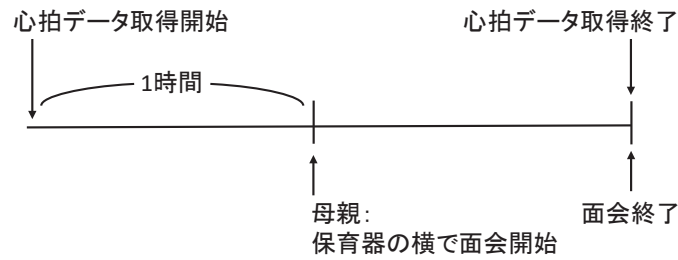 心拍データ取得開始
心拍データ取得終了
1時間
母親:
保育器の横で面会開始
面会終了